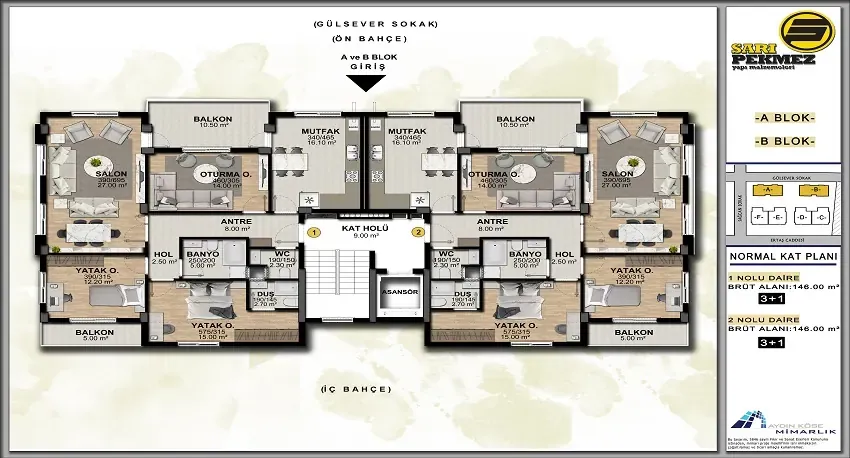 (GÜLSEVER SOKAK)
(ÖN BAHÇE)
A ve B BLOK
GİRİŞ
BALKON
10.50 m²
MUTFAK
340/465
16.10 m²
MUTFAK
340/465
16.10 m²
BALKON
10.50 m²
SALON
390/695
27.00 m²
OTURMA O.
460/305
14.00 m²
OTURMA O.
460/305
14.00 m²
SALON
390/695
27.00 m²
ANTRE
8.00 m²
1
KAT HOLÜ
9.00 m²
2
ANTRE
8.00 m²
HOL
2.50 m²
BANYO
250/200
5.00 m²
WC
190/150
2.30 m²
WC
190/150
2.30 m²
BANYO
250/200
5.00 m²
HOL
2.50 m²
YATAK O.
390/315
12.20 m²
DUŞ
190/145
2.70 m²
ASANSÖR
DUŞ
190/145
2.70 m²
YATAK O.
390/315
12.20 m²
BALKON
5.00 m²
YATAK O.
575/315
15.00 m²
YATAK O.
575/315
15.00 m²
BALKON
5.00 m²
(İÇ BAHÇE)
SARI
PEKMEZ
yapı malzemeleri
-A BLOK-
-B BLOK-
GÜLSEVER SOKAK
-A-
-B-
-F-
-E-
-D-
-C-
ERTAŞ CADDESİ
NORMAL KAT PLANI
1 NOLU DAİRE
BRÜT ALANI:146.00 m²
3+1
2 NOLU DAİRE
BRÜT ALANI:146.00 m²
3+1
AYDIN KÖSE
MİMARLIK